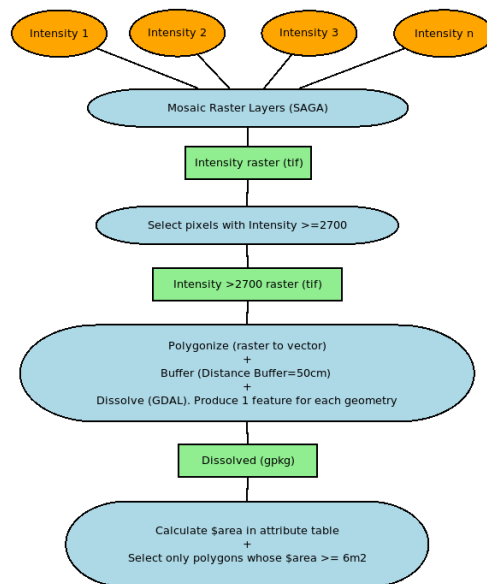 Intensity 1
Intensity 2
Intensity 3
Intensity n
Mosaic Raster Layers (SAGA)
Intensity raster (tif)
Select pixels with Intensity >=2700
Intensity >2700 raster (tif)
Polygonize (raster to vector)
+
Buffer (Distance Buffer=50cm)
+
Dissolve (GDAL). Produce 1 feature for each geometry
Dissolved (gpkg)
Calculate $area in attribute table
+
Select only polygons whose $area >= 6m2